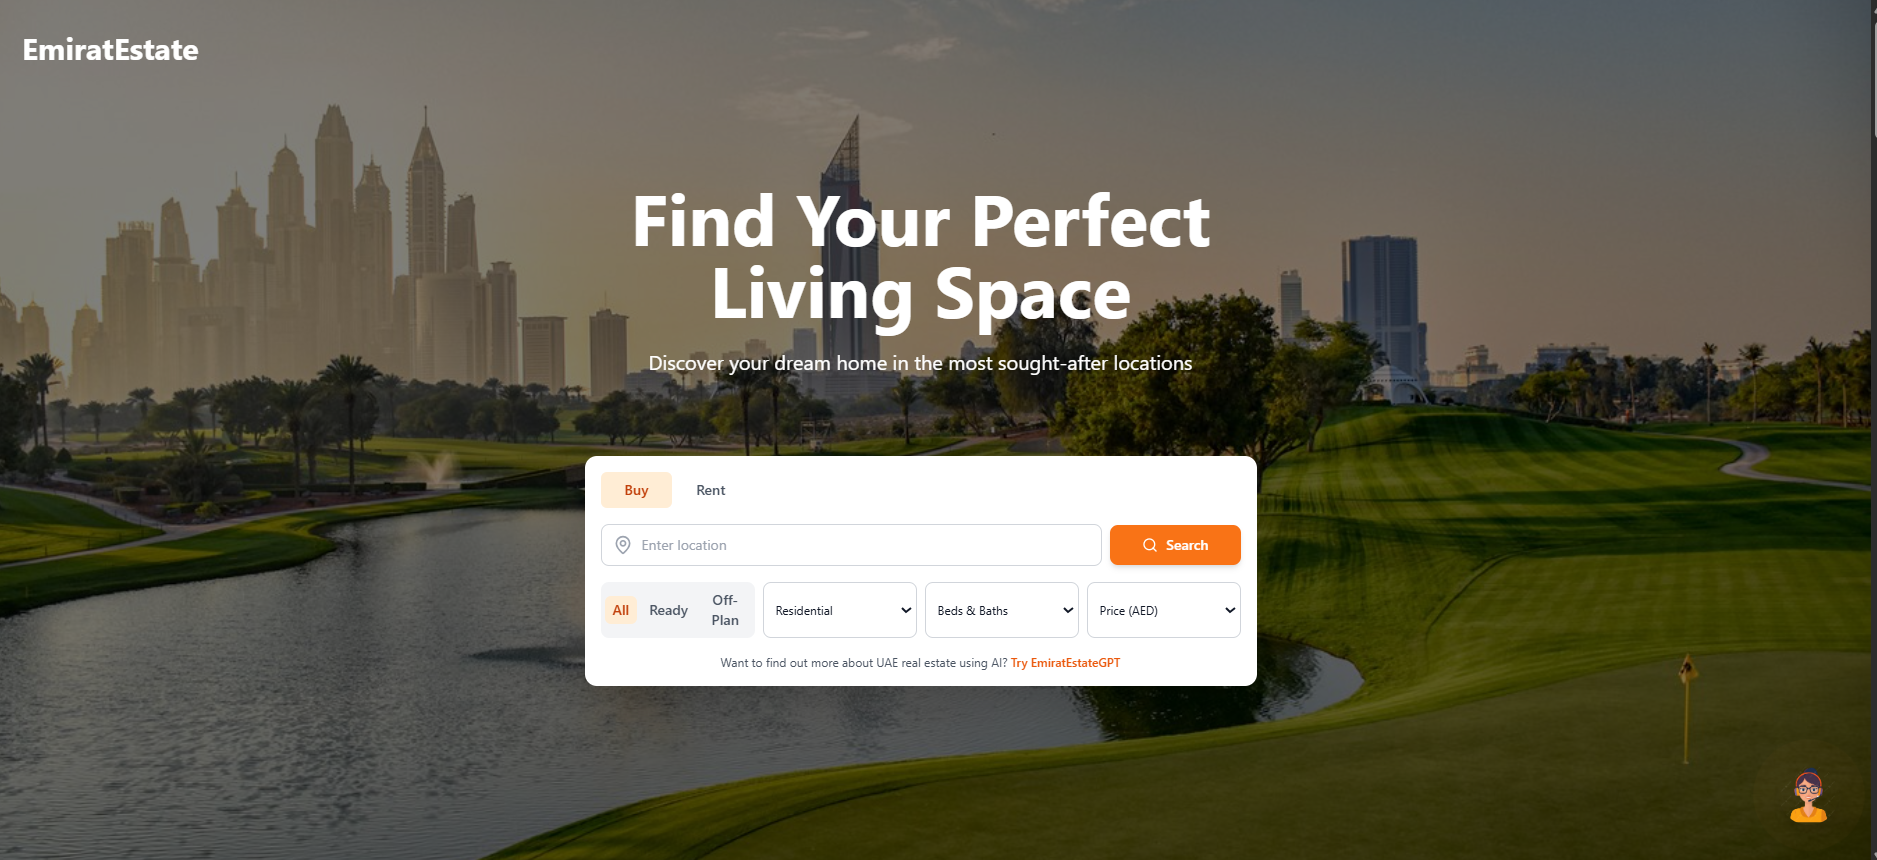 EmiratEstate
Find Your Perfect
Living Space
Discover your dream home in the most sought-after locations
Buy
Rent
Enter location
Search
All
Ready
Off-
Plan
Residential
Beds & Baths
Price (AED)
Want to find out more about UAE real estate using AI? Try EmiratEstateGPT